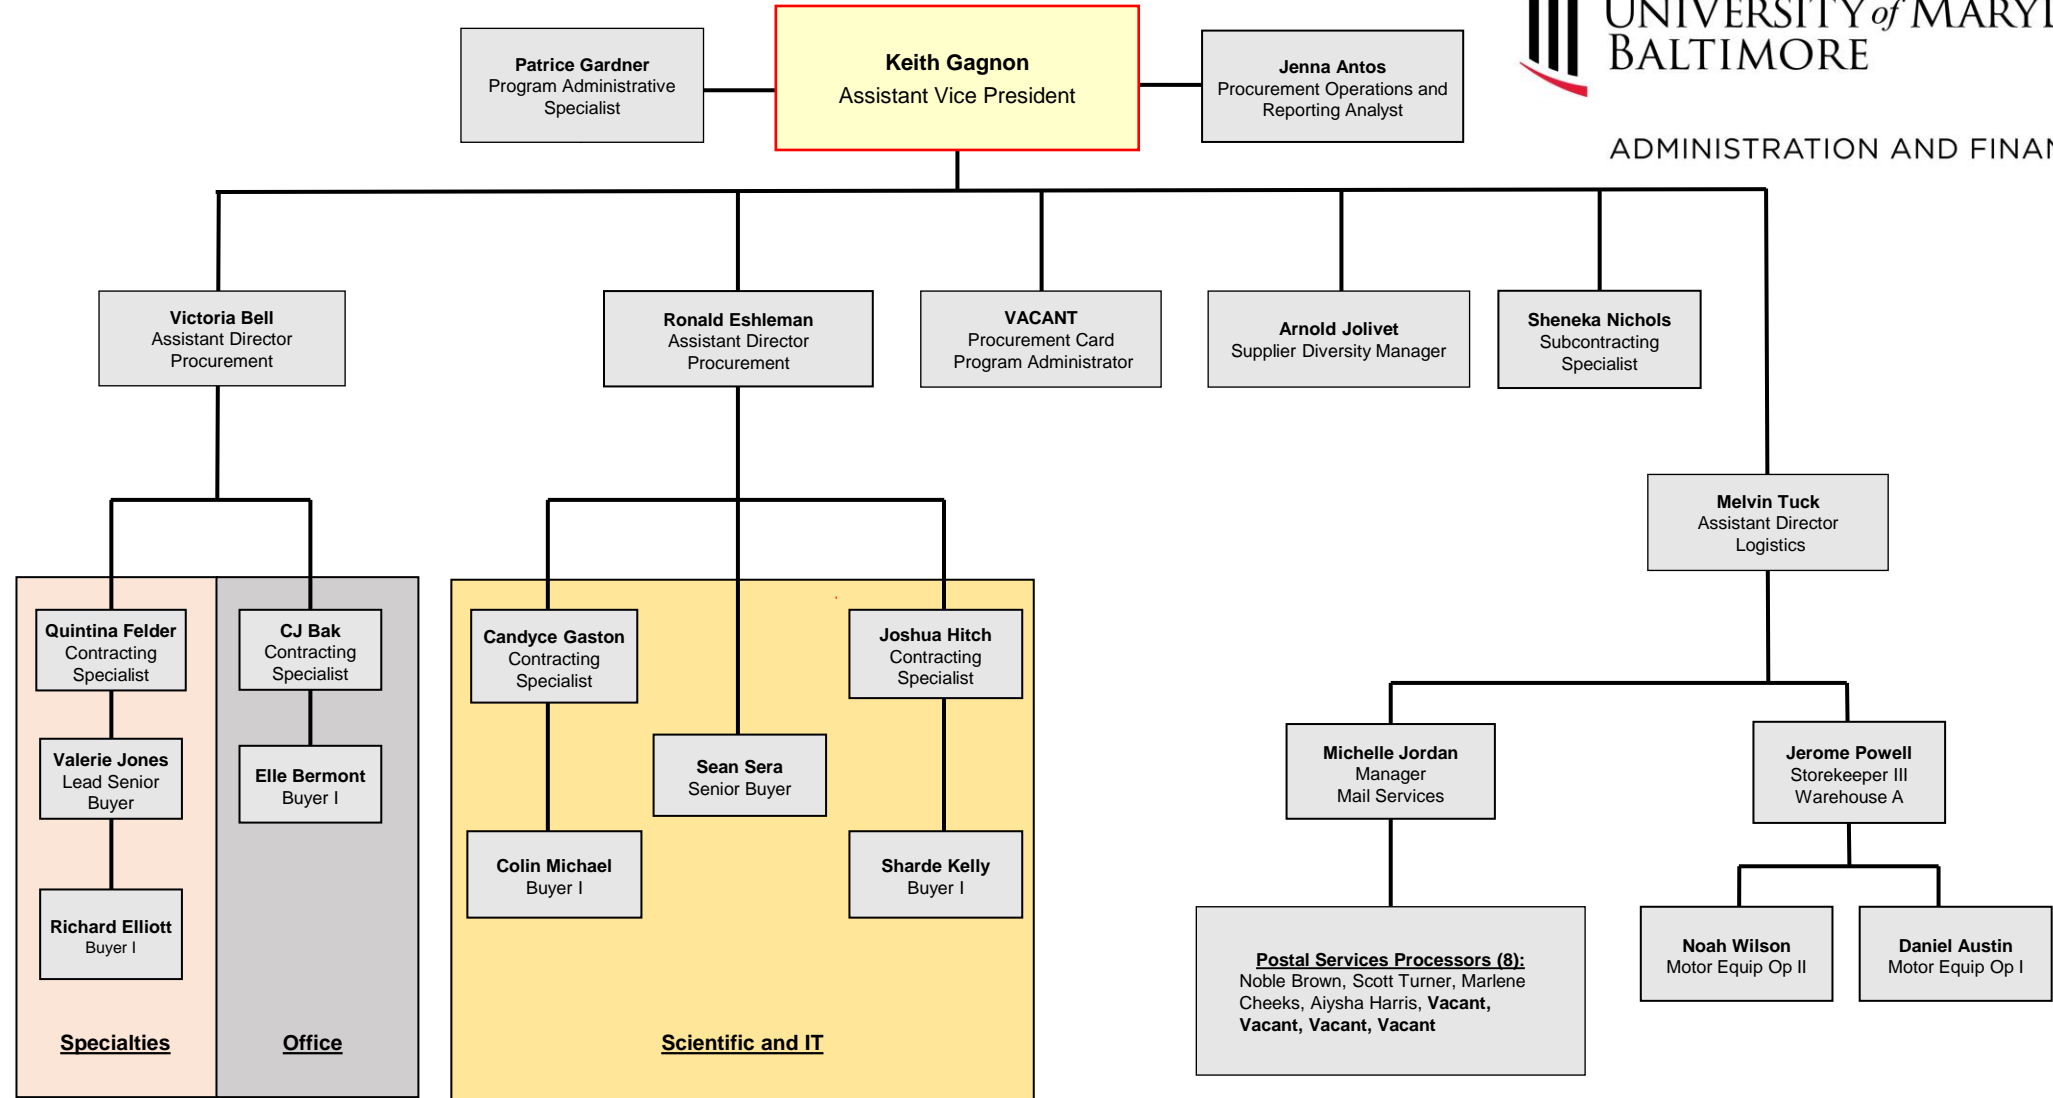 UNIVERSITY of MARYL
BALTIMORE
ADMINISTRATION AND FINAN
Patrice Gardner
Program Administrative
Specialist
Keith Gagnon
Assistant Vice President
Jenna Antos
Procurement Operations and
Reporting Analyst
Victoria Bell
Assistant Director
Procurement
Ronald Eshleman
Assistant Director
Procurement
VACANT
Procurement Card
Program Administrator
Arnold Jolivet
Supplier Diversity Manager
Sheneka Nichols
Subcontracting
Specialist
Melvin Tuck
Assistant Director
Logistics
Quintina Felder
Contracting
Specialist
Valerie Jones
Lead Senior
Buyer
Richard Elliott
Buyer I
Specialties
CJ Bak
Contracting
Specialist
Elle Bermont
Buyer I
Office
Candyce Gaston
Contracting
Specialist
Colin Michael
Buyer I
Sean Sera
Senior Buyer
Joshua Hitch
Contracting
Specialist
Sharde Kelly
Buyer I
Scientific and IT
Michelle Jordan
Manager
Mail Services
Postal Services Processors (8):
Noble Brown, Scott Turner, Marlene
Cheeks, Aiysha Harris, Vacant,
Vacant, Vacant, Vacant
Jerome Powell
Storekeeper III
Warehouse A
Noah Wilson
Motor Equip Op II
Daniel Austin
Motor Equip Op I